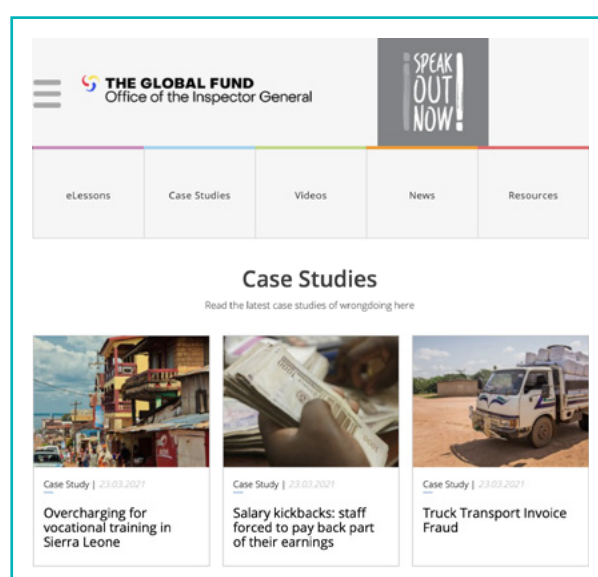 THE GLOBAL FUND
Office of the Inspector General
SPEAK
OUT
NOW!
eLessons
Case Studies
Videos
News
Resources
Case Studies
Read the latest case studies of wrongdoing here
Case Study | 23.03.2021
Overcharging for
vocational training in
Sierra Leone
Case Study | 23.03.2021
Salary kickbacks: staff
forced to pay back part
of their earnings
Case Study | 23.03.2021
Truck Transport Invoice
Fraud